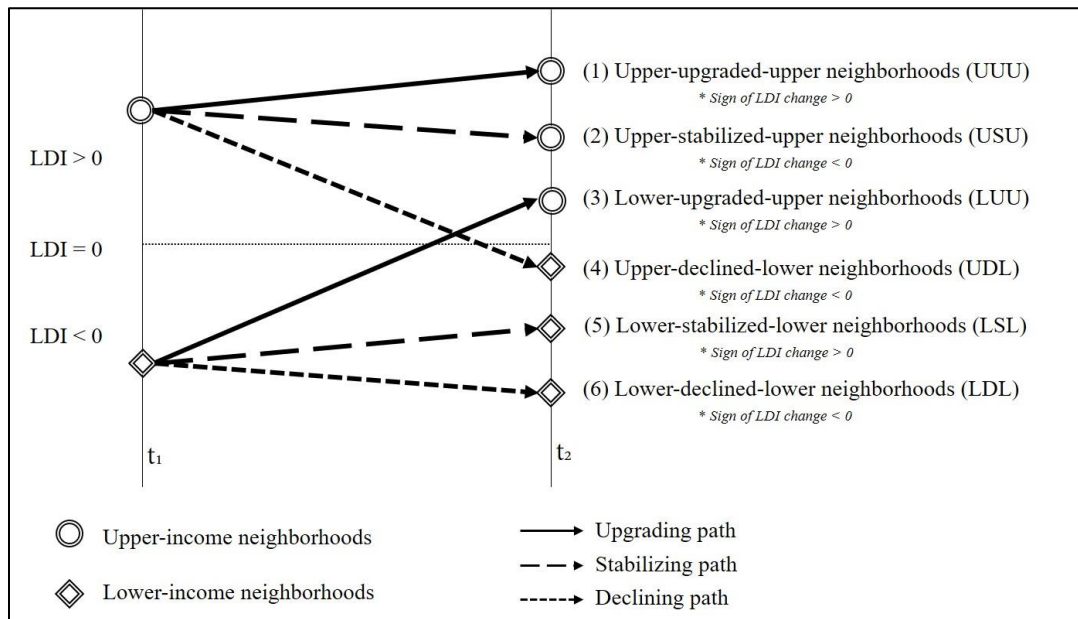 (1) Upper-upgraded-upper neighborhoods (UUU)
* Sign of LDI change > 0
(2) Upper-stabilized-upper neighborhoods (USU)
* Sign of LDI change < 0
LDI > 0
(3) Lower-upgraded-upper neighborhoods (LUU)
* Sign of LDI change > 0
LDI = 0
(4) Upper-declined-lower neighborhoods (UDL)
* Sign of LDI change < 0
LDI < 0
(5) Lower-stabilized-lower neighborhoods (LSL)
* Sign of LDI change > 0
(6) Lower-declined-lower neighborhoods (LDL)
* Sign of LDI change < 0
t₁
t₂
Upper-income neighborhoods
Lower-income neighborhoods
Upgrading path
Stabilizing path
Declining path